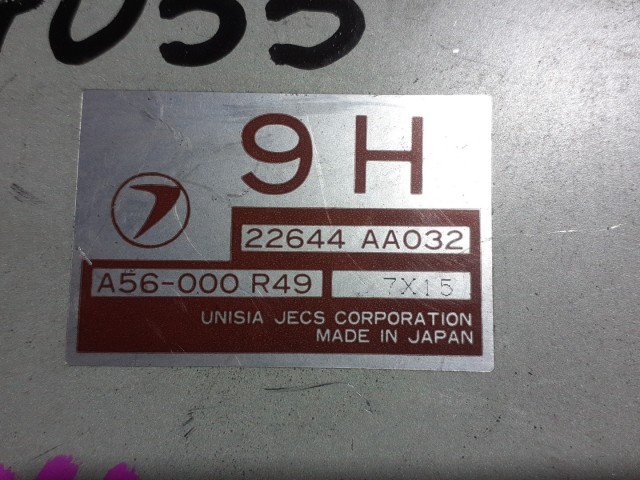 9H
22644 AA032
A56-000 R49 7X15
UNISIA JECS CORPORATION
MADE IN JAPAN